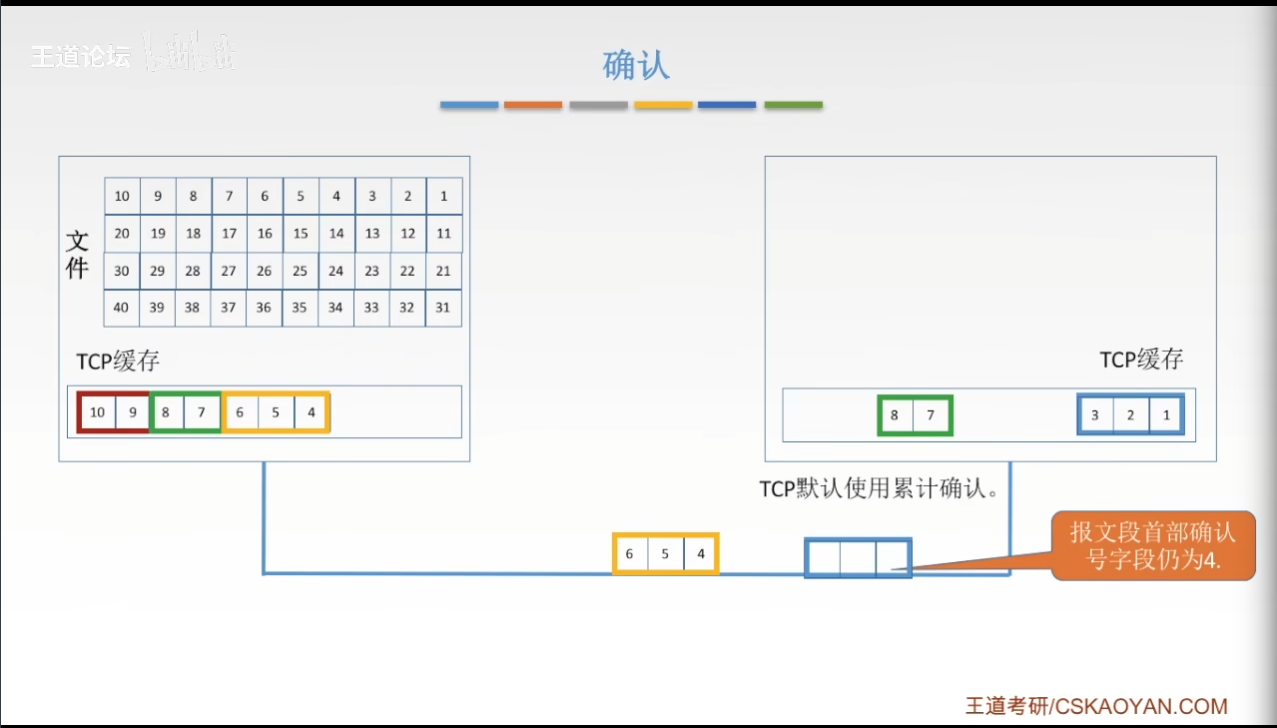 王道论坛
bilibili
确认
文件
10 9 8 7 6 5 4 3 2 1
20 19 18 17 16 15 14 13 12 11
30 29 28 27 26 25 24 23 22 21
40 39 38 37 36 35 34 33 32 31
TCP缓存
10 9 8 7 6 5 4
TCP缓存
8 7
3 2 1
TCP默认使用累计确认。
6 5 4
报文段首部确认
号字段仍为4.
王道考研/CSKAOYAN.COM